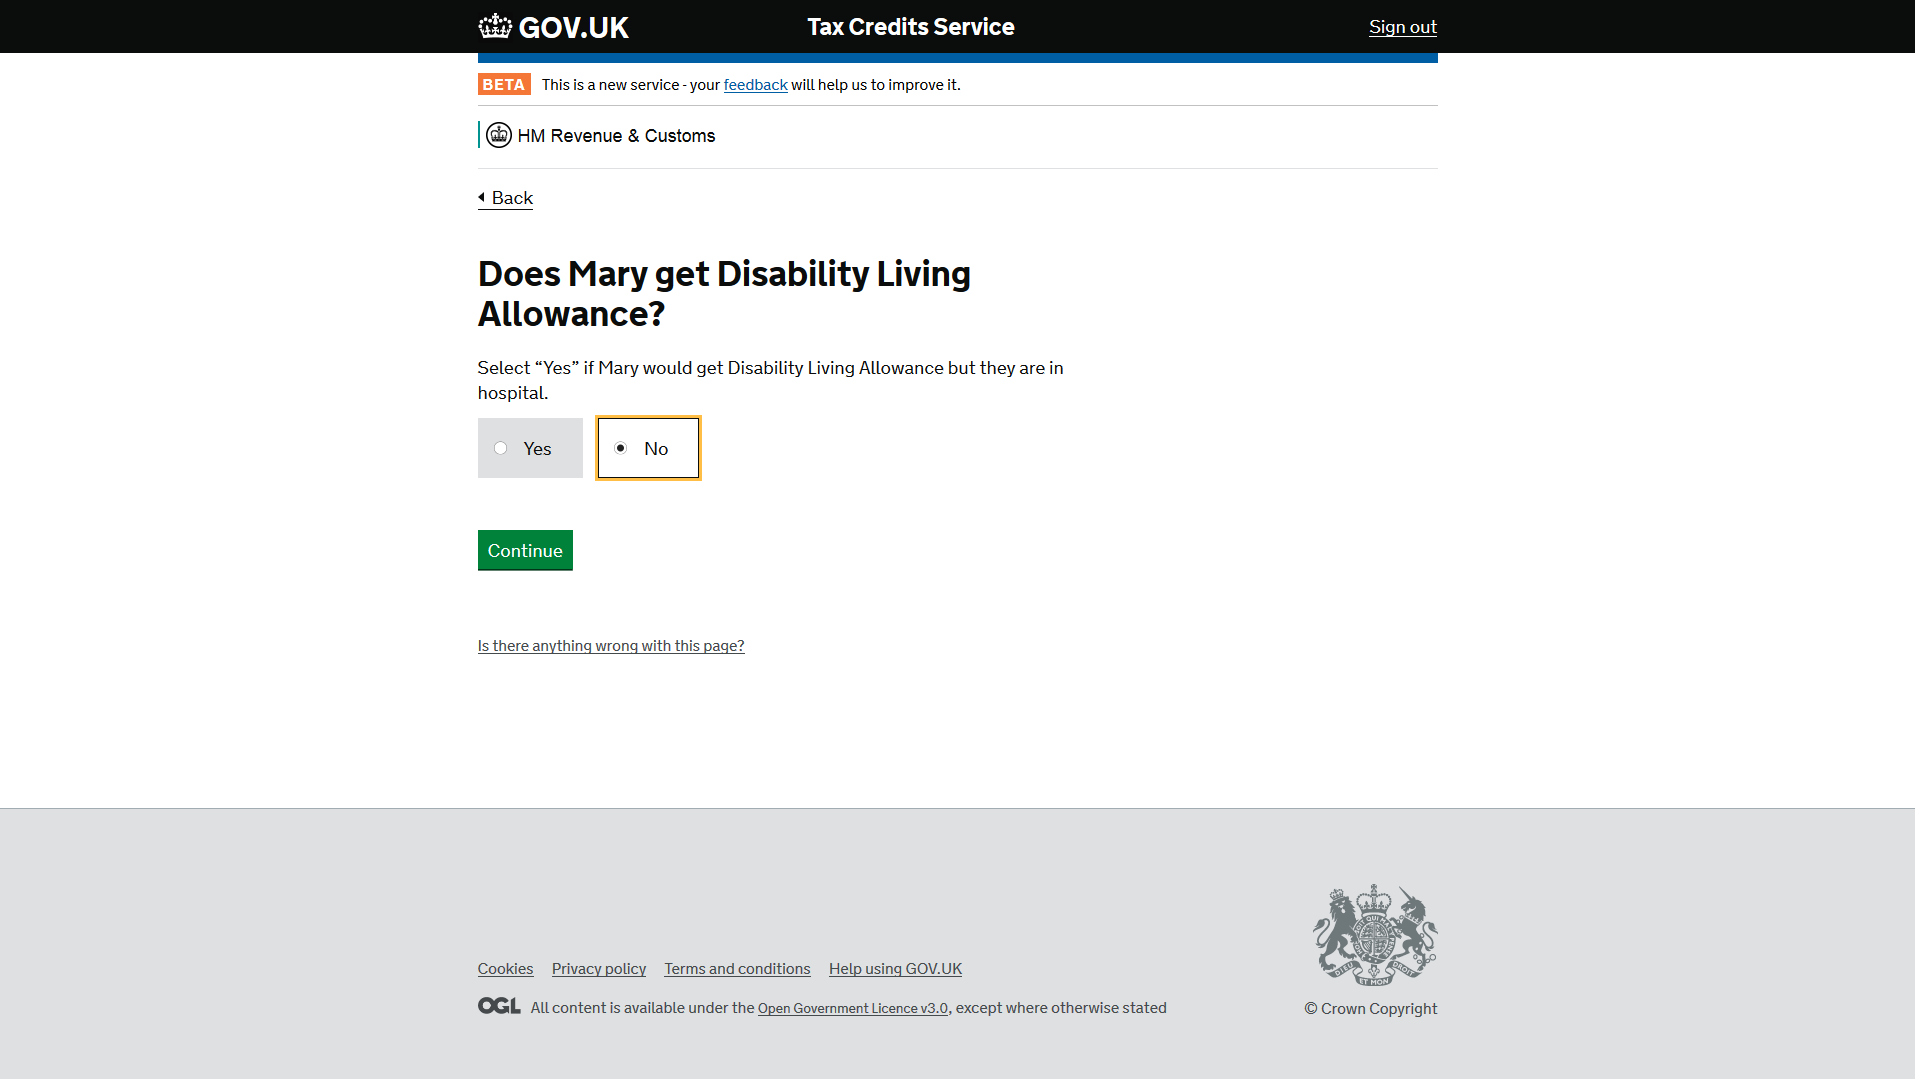 GOV.UK Tax Credits Service Sign out
BETA This is a new service - your feedback will help us to improve it.
HM Revenue & Customs
Back
Does Mary get Disability Living
Allowance?
Select “Yes” if Mary would get Disability Living Allowance but they are in
hospital.
Yes No
Continue
Is there anything wrong with this page?
Cookies Privacy policy Terms and conditions Help using GOV.UK
OGL All content is available under the Open Government Licence v3.0, except where otherwise stated
© Crown Copyright